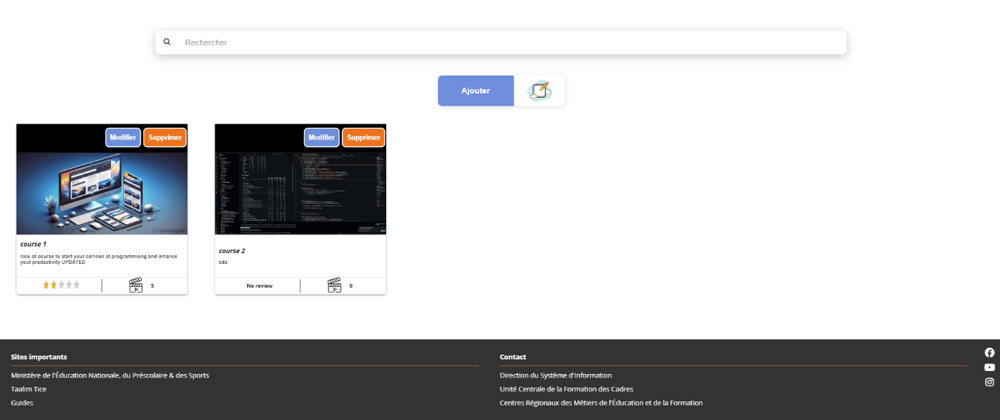 Rechercher
Ajouter
Modifier Supprimer
course 1
nice ot course to start your carroier at programmiong and inhance
yout prodactivity UPDATED
5
Modifier Supprimer
course 2
sda
No review
0
Sites importants
Ministère de l'Éducation Nationale, du Préscolaire & des Sports
Taalim Tice
Guides
Contact
Direction du Système d'Information
Unité Centrale de la Formation des Cadres
Centres Régionaux des Métiers de l'Éducation et de la Formation